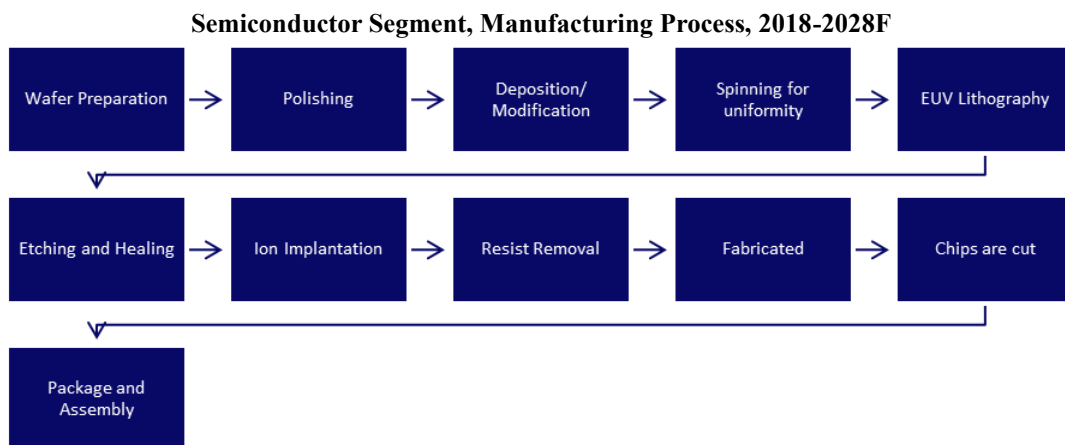 Semiconductor Segment, Manufacturing Process, 2018-2028F
Wafer Preparation
Polishing
Deposition/
Modification
Spinning for
uniformity
EUV Lithography
Etching and Healing
Ion Implantation
Resist Removal
Fabricated
Chips are cut
Package and
Assembly